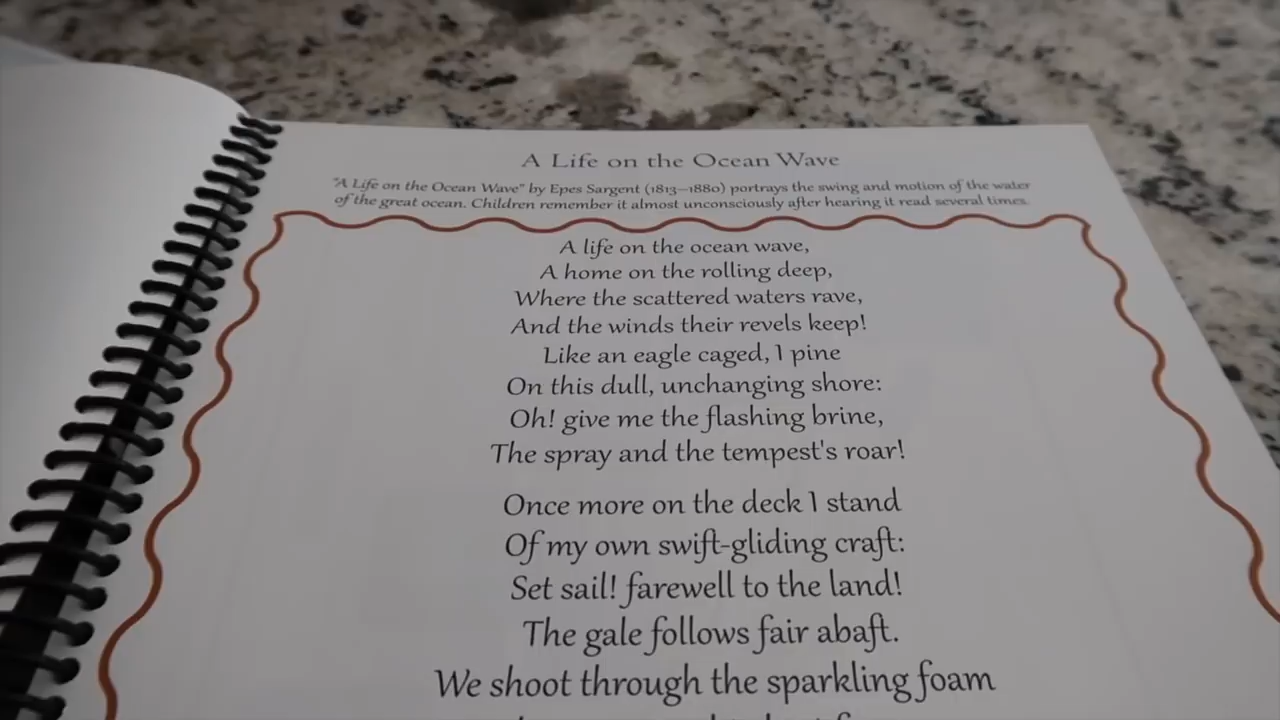 A Life on the Ocean Wave
"A Life on the Ocean Wave" by Epes Sargent (1813—1880) portrays the swing and motion of the water
of the great ocean. Children remember it almost unconsciously after hearing it read several times.
A life on the ocean wave,
A home on the rolling deep,
Where the scattered waters rave,
And the winds their revels keep!
Like an eagle caged, I pine
On this dull, unchanging shore:
Oh! give me the flashing brine,
The spray and the tempest's roar!
Once more on the deck I stand
Of my own swift-gliding craft:
Set sail! farewell to the land!
The gale follows fair abaft.
We shoot through the sparkling foam